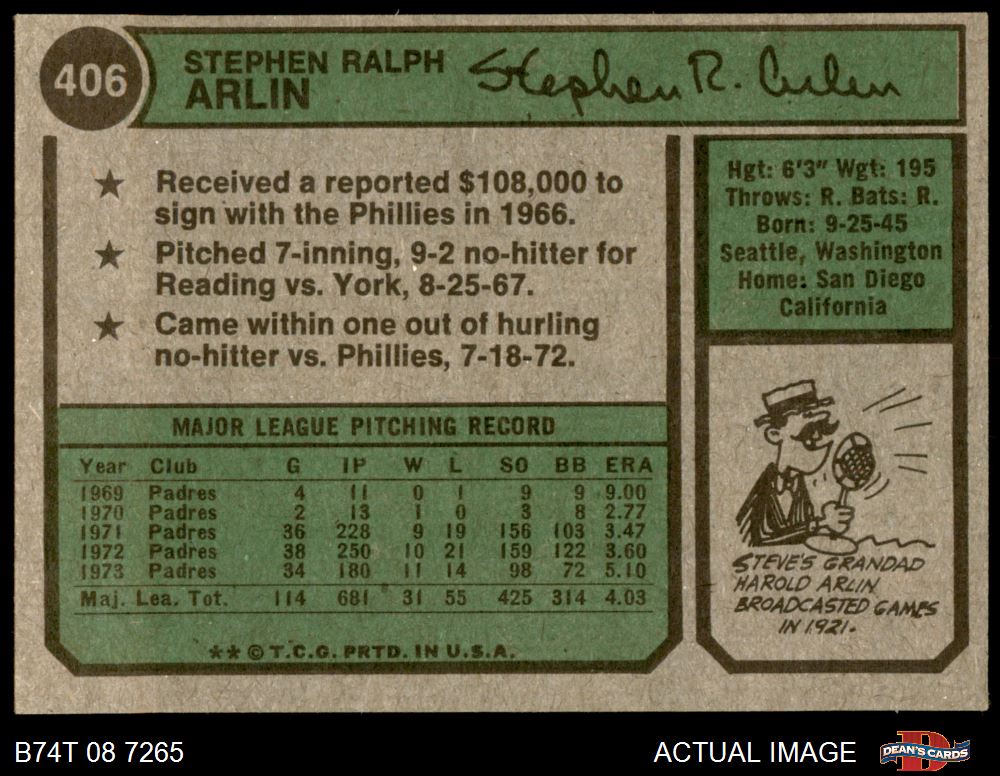 406
STEPHEN RALPH
ARLIN
Stephen R. Arlin
★ Received a reported $108,000 to
sign with the Phillies in 1966.
★ Pitched 7-inning, 9-2 no-hitter for
Reading vs. York, 8-25-67.
★ Came within one out of hurling
no-hitter vs. Phillies, 7-18-72.
Hgt: 6'3" Wgt: 195
Throws: R. Bats: R.
Born: 9-25-45
Seattle, Washington
Home: San Diego
California
MAJOR LEAGUE PITCHING RECORD
Year Club G IP W L SO BB ERA
1969 Padres 4 11 0 1 9 9 9.00
1970 Padres 2 13 1 0 3 8 2.77
1971 Padres 36 228 9 19 156 103 3.47
1972 Padres 38 250 10 21 159 122 3.60
1973 Padres 34 180 11 14 98 72 5.10
Maj. Lea. Tot. 114 681 31 55 425 314 4.03
** © T.C.G. PRTD. IN U.S.A.
STEVE'S GRANDAD
HAROLD ARLIN
BROADCASTED GAMES
IN 1921.
B74T 08 7265
ACTUAL IMAGE
D
DEAN'S CARDS